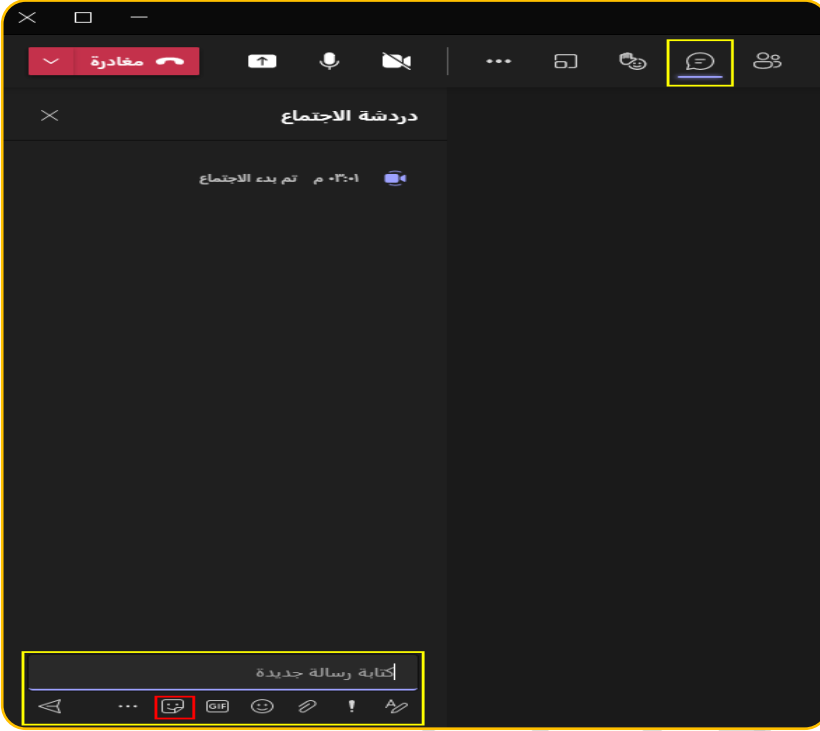 مغادرة
دردشة الاجتماع
٠٣:٠١ م تم بدء الاجتماع
كتابة رسالة جديدة
GIF